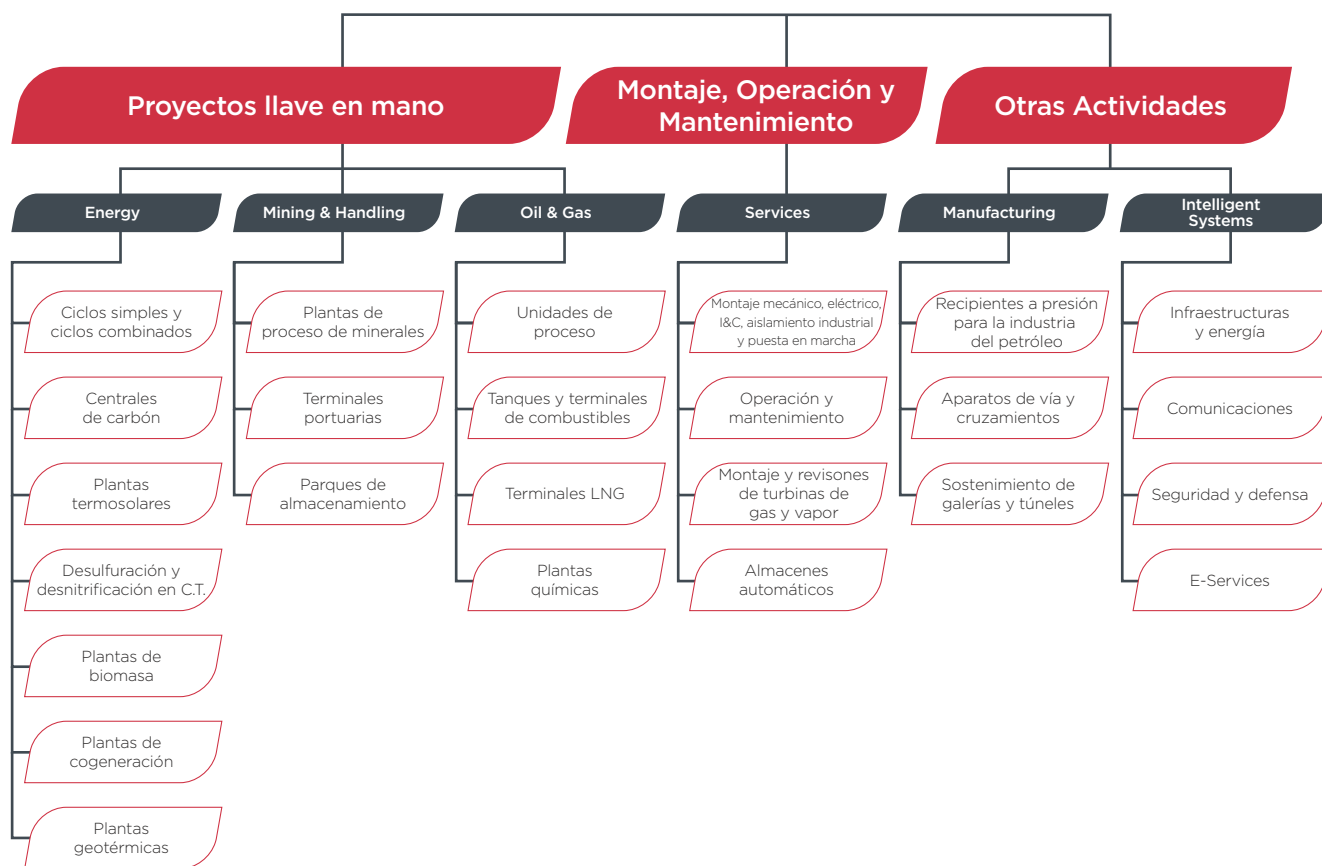 Proyectos llave en mano
Montaje, Operación y
Mantenimiento
Otras Actividades
Energy
Mining & Handling
Oil & Gas
Services
Manufacturing
Intelligent
Systems
Ciclos simples y
ciclos combinados
Centrales
de carbón
Plantas
termosolares
Desulfuración y
desnitrificación en C.T.
Plantas de
biomasa
Plantas de
cogeneración
Plantas
geotérmicas
Plantas de
proceso de minerales
Terminales
portuarias
Parques de
almacenamiento
Unidades de
proceso
Tanques y terminales
de combustibles
Terminales LNG
Plantas
químicas
Montaje mecánico, eléctrico,
I&C, aislamiento industrial
y puesta en marcha
Operación y
mantenimiento
Montaje y revisones
de turbinas de
gas y vapor
Almacenes
automáticos
Recipientes a presión
para la industria
del petróleo
Aparatos de vía y
cruzamientos
Sostenimiento de
galerías y túneles
Infraestructuras
y energía
Comunicaciones
Seguridad y defensa
E-Services